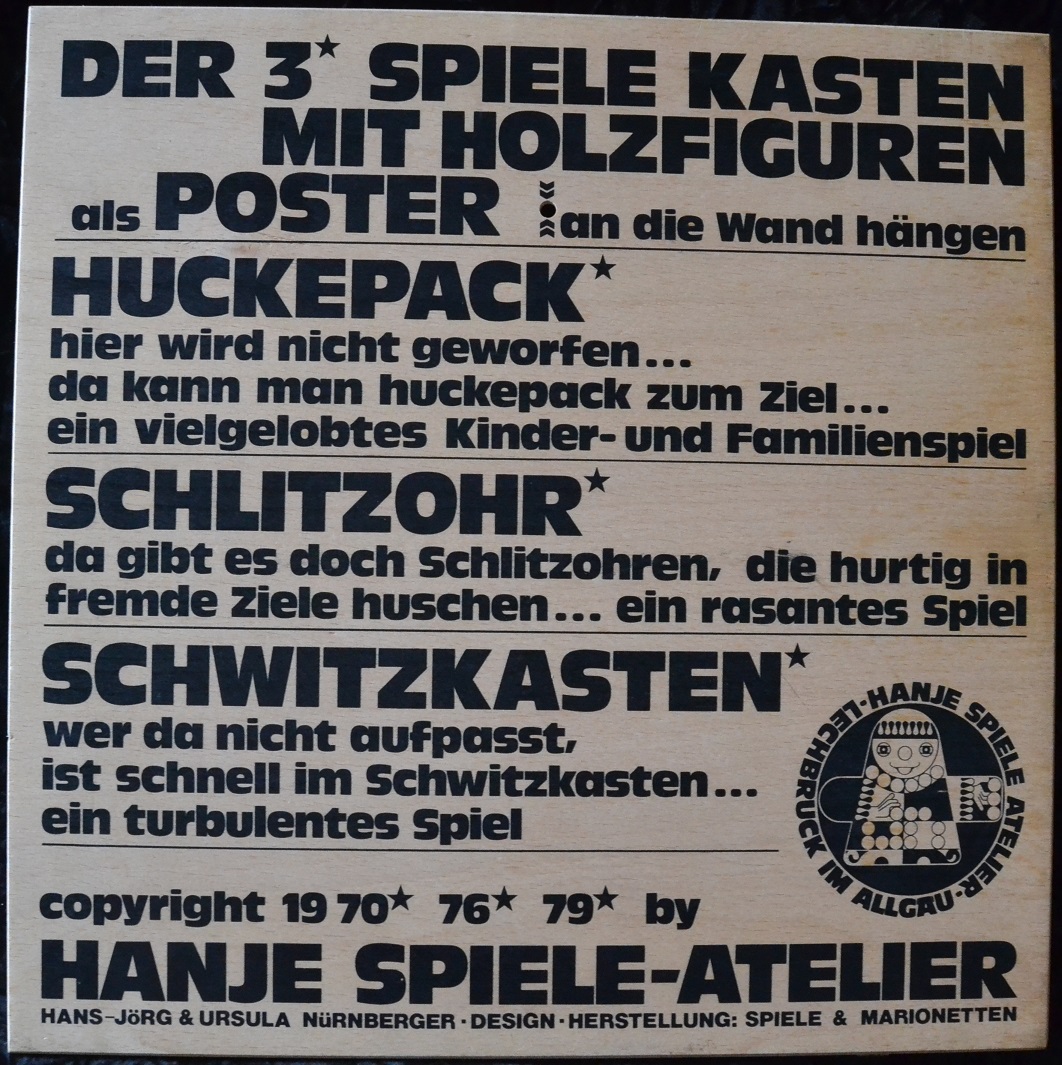 DER 3★ SPIELE KASTEN
MIT HOLZFIGUREN
als POSTER an die Wand hängen
HUCKEPACK★
hier wird nicht geworfen...
da kann man huckepack zum Ziel...
ein vielgelobtes Kinder- und Familienspiel
SCHLITZOHR★
da gibt es doch Schlitzohren, die hurtig in
fremde Ziele huschen... ein rasantes Spiel
SCHWITZKASTEN★
wer da nicht aufpasst,
ist schnell im Schwitzkasten...
ein turbulentes Spiel
HANJE SPIELE ATELIER-LECHBRUCK IM ALLGÄU-
copyright 1970★ 76★ 79★ by
HANJE SPIELE-ATELIER
HANS-JöRG & URSULA NüRNBERGER·DESIGN·HERSTELLUNG: SPIELE & MARIONETTEN